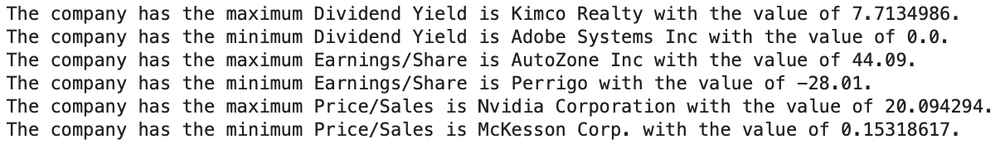 The company has the maximum Dividend Yield is Kimco Realty with the value of 7.7134986.
The company has the minimum Dividend Yield is Adobe Systems Inc with the value of 0.0.
The company has the maximum Earnings/Share is AutoZone Inc with the value of 44.09.
The company has the minimum Earnings/Share is Perrigo with the value of -28.01.
The company has the maximum Price/Sales is Nvidia Corporation with the value of 20.094294.
The company has the minimum Price/Sales is McKesson Corp. with the value of 0.15318617.